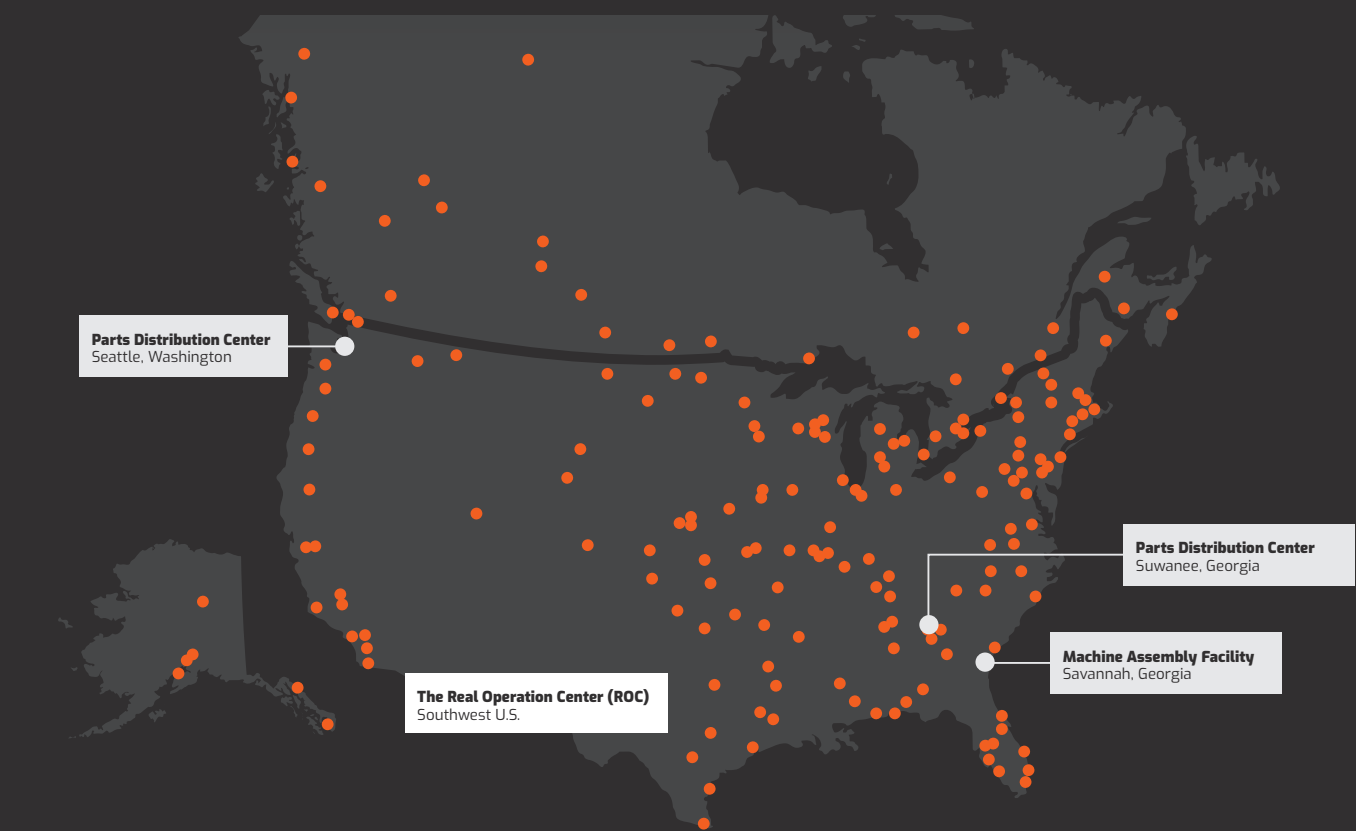 Parts Distribution Center
Seattle, Washington
Parts Distribution Center
Suwanee, Georgia
Machine Assembly Facility
Savannah, Georgia
The Real Operation Center (ROC)
Southwest U.S.